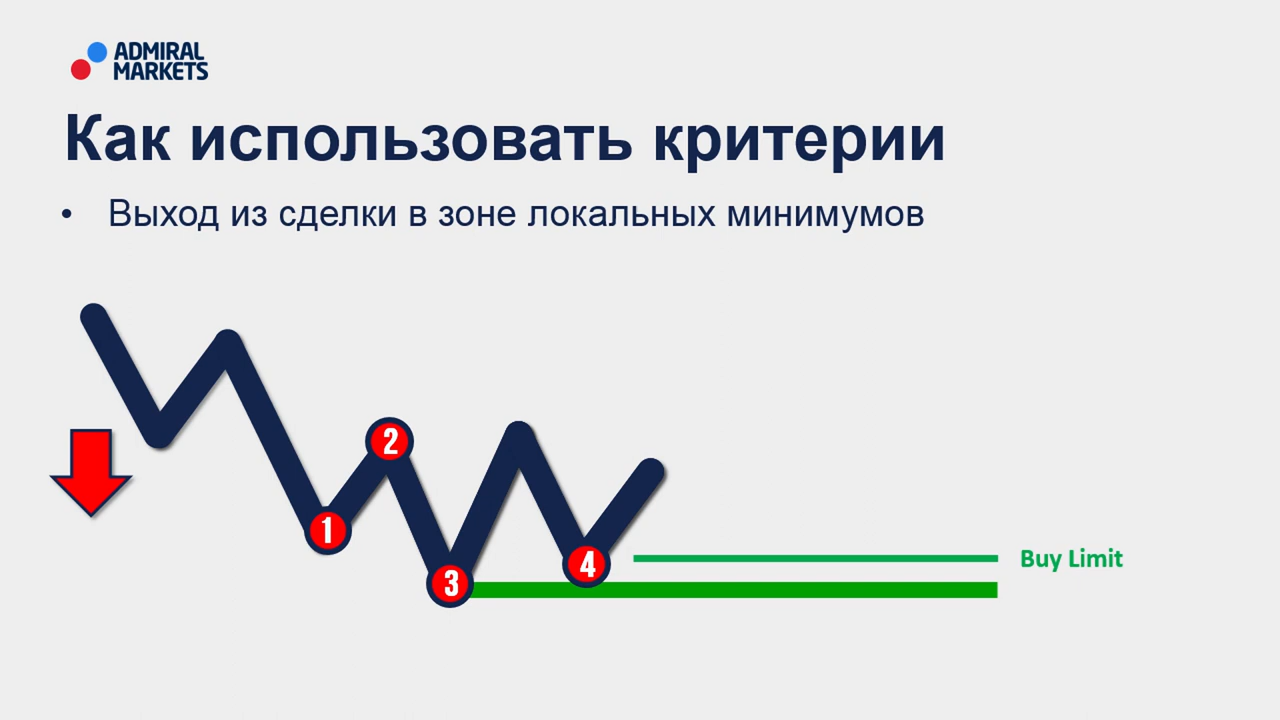 ADMIRAL
MARKETS
Как использовать критерии
• Выход из сделки в зоне локальных минимумов
2
1
4
3
Buy Limit